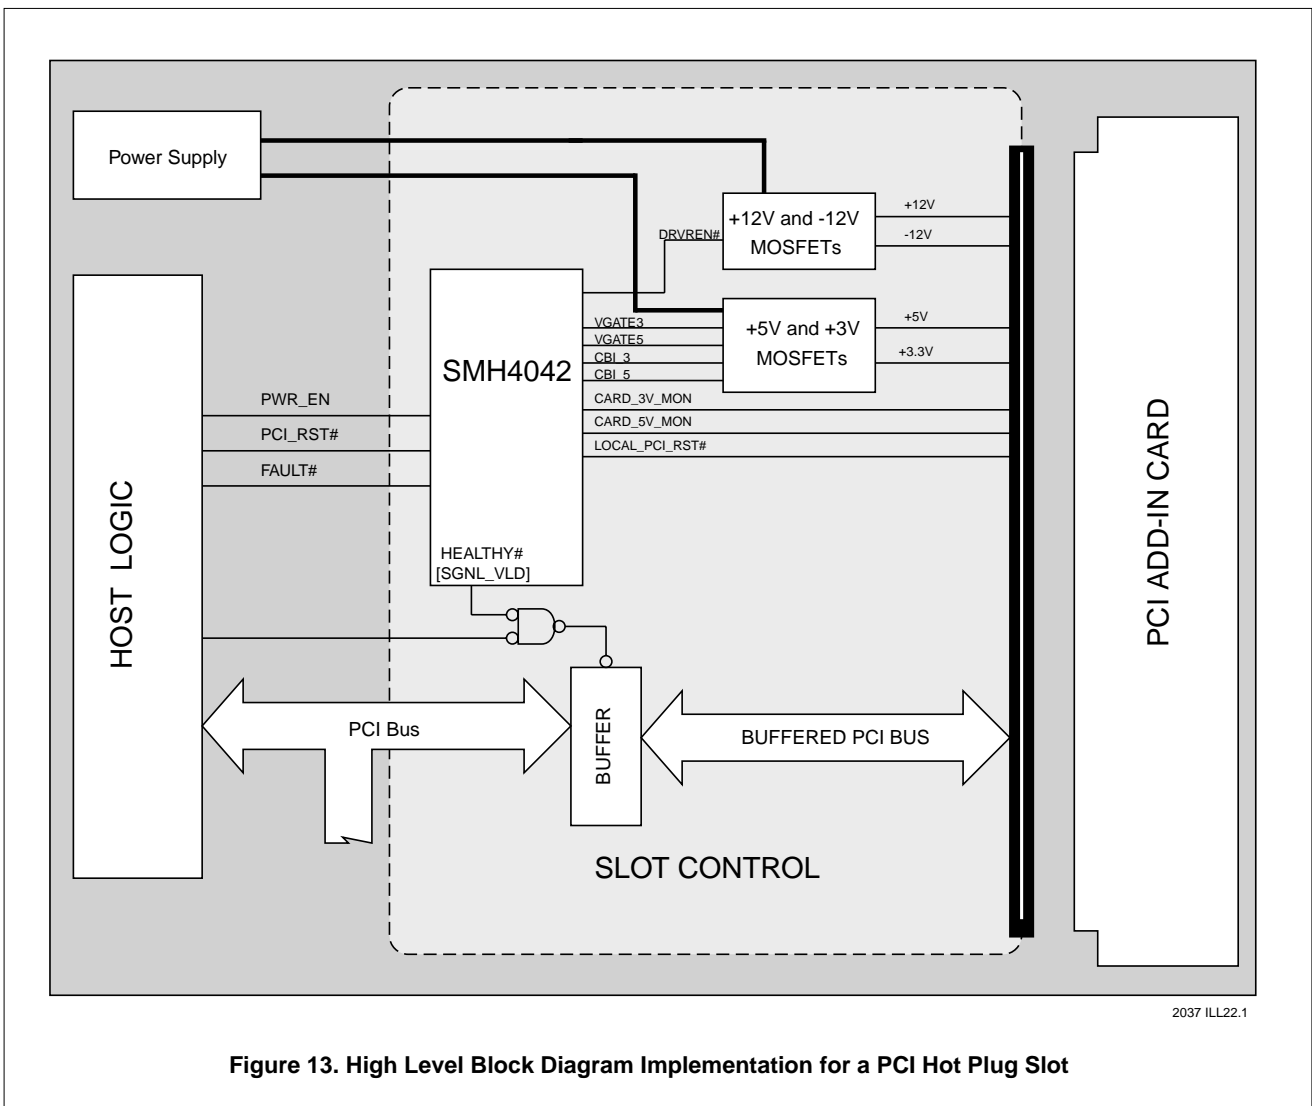 Power Supply
+12V and -12V
MOSFETs
+12V
-12V
DRVREN#
SMH4042
VGATE3
VGATE5
CBI_3
CBI_5
+5V and +3V
MOSFETs
+5V
+3.3V
CARD_3V_MON
CARD_5V_MON
LOCAL_PCI_RST#
PWR_EN
PCI_RST#
FAULT#
HEALTHY#
[SGNL_VLD]
HOST LOGIC
PCI Bus
BUFFER
BUFFERED PCI BUS
SLOT CONTROL
PCI ADD-IN CARD
2037 ILL22.1
Figure 13. High Level Block Diagram Implementation for a PCI Hot Plug Slot